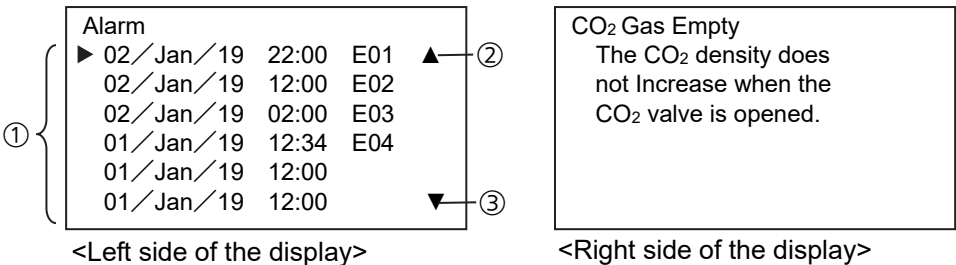 Alarm
▶ 02／Jan／19 22:00 E01 ▲ ②
02／Jan／19 12:00 E02
02／Jan／19 02:00 E03
① 01／Jan／19 12:34 E04
01／Jan／19 12:00
01／Jan／19 12:00 ▼ ③
<Left side of the display>
CO₂ Gas Empty
The CO₂ density does
not Increase when the
CO₂ valve is opened.
<Right side of the display>